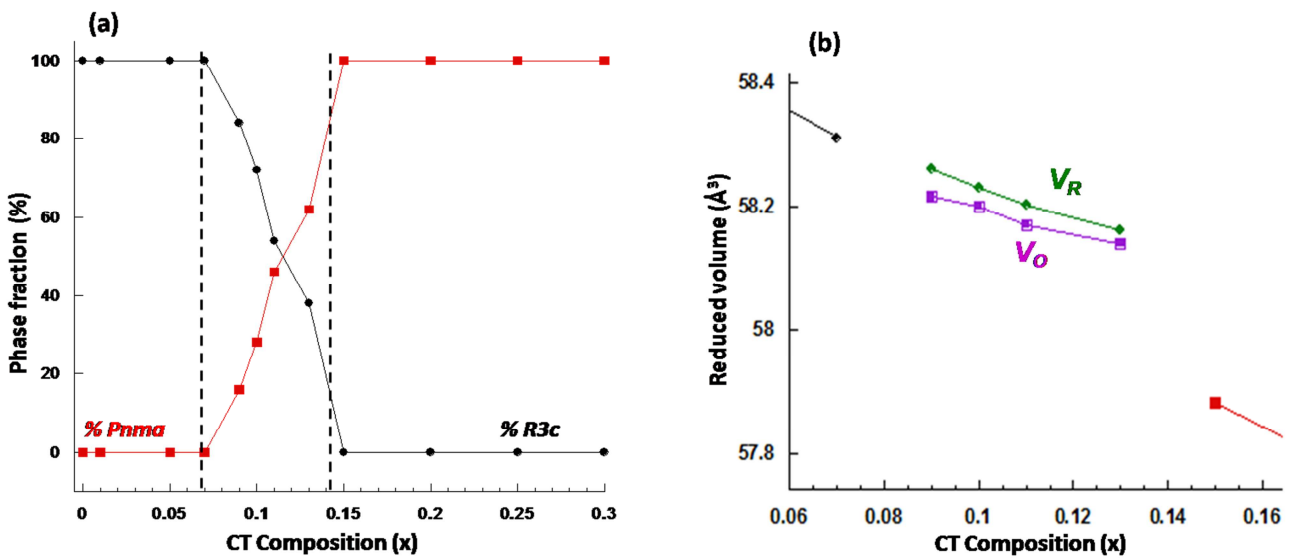 (a)
100
80
60
40
20
0
Phase fraction (%)
% Pnma
% R3c
0 0.05 0.1 0.15 0.2 0.25 0.3
CT Composition (x)
(b)
58.4
58.2
58
57.8
Reduced volume (Å³)
V_R
V_O
0.06 0.08 0.1 0.12 0.14 0.16
CT Composition (x)